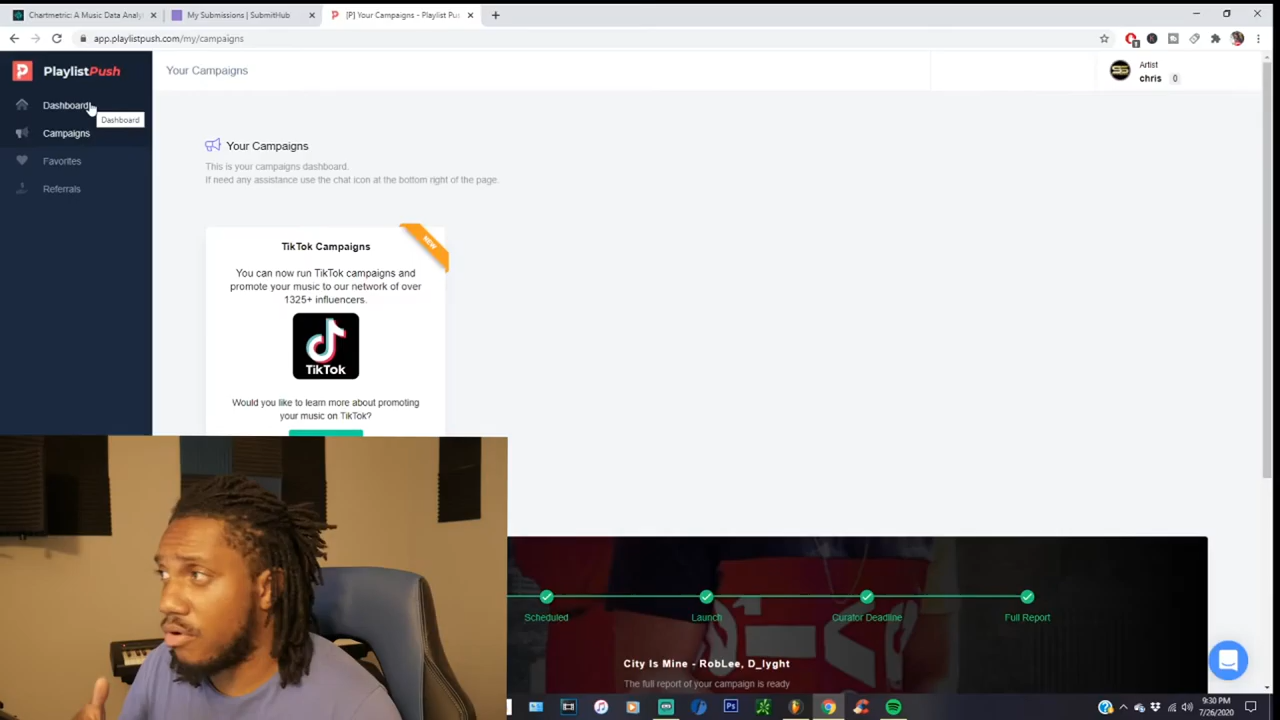 Chartmetric: A Music Data Analy
My Submissions | SubmitHub
[P] Your Campaigns - Playlist Pu
app.playlistpush.com/my/campaigns
PlaylistPush
Your Campaigns
Artist
chris 0
Dashboard
Dashboard
Campaigns
Favorites
Referrals
Your Campaigns
This is your campaigns dashboard.
If need any assistance use the chat icon at the bottom right of the page.
NEW
TikTok Campaigns
You can now run TikTok campaigns and
promote your music to our network of over
1325+ influencers.
TikTok
Would you like to learn more about promoting
your music on TikTok?
Scheduled
Launch
Curator Deadline
Full Report
City Is Mine - RobLee, D_lyght
The full report of your campaign is ready
9:30 PM
7/26/2020